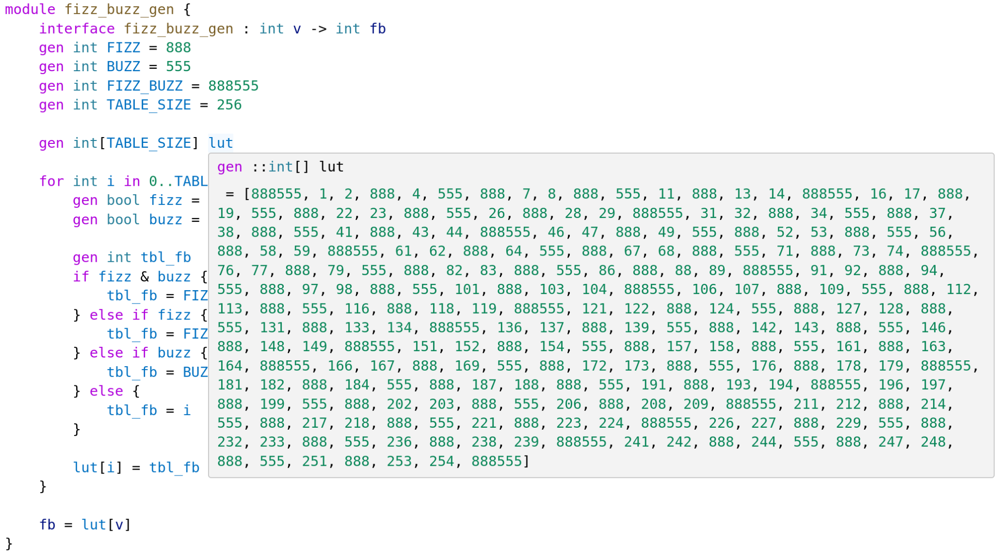 module fizz_buzz_gen {
    interface fizz_buzz_gen : int v -> int fb
    gen int FIZZ = 888
    gen int BUZZ = 555
    gen int FIZZ_BUZZ = 888555
    gen int TABLE_SIZE = 256

    gen int[TABLE_SIZE] lut

gen ::int[] lut
 = [888555, 1, 2, 888, 4, 555, 888, 7, 8, 888, 555, 11, 888, 13, 14, 888555, 16, 17, 888,
19, 555, 888, 22, 23, 888, 555, 26, 888, 28, 29, 888555, 31, 32, 888, 34, 555, 888, 37,
38, 888, 555, 41, 888, 43, 44, 888555, 46, 47, 888, 49, 555, 888, 52, 53, 888, 555, 56,
888, 58, 59, 888555, 61, 62, 888, 64, 555, 888, 67, 68, 888, 555, 71, 888, 73, 74, 888555,
76, 77, 888, 79, 555, 888, 82, 83, 888, 555, 86, 888, 88, 89, 888555, 91, 92, 888, 94,
555, 888, 97, 98, 888, 555, 101, 888, 103, 104, 888555, 106, 107, 888, 109, 555, 888, 112,
113, 888, 555, 116, 888, 118, 119, 888555, 121, 122, 888, 124, 555, 888, 127, 128, 888,
555, 131, 888, 133, 134, 888555, 136, 137, 888, 139, 555, 888, 142, 143, 888, 555, 146,
888, 148, 149, 888555, 151, 152, 888, 154, 555, 888, 157, 158, 888, 555, 161, 888, 163,
164, 888555, 166, 167, 888, 169, 555, 888, 172, 173, 888, 555, 176, 888, 178, 179, 888555,
181, 182, 888, 184, 555, 888, 187, 188, 888, 555, 191, 888, 193, 194, 888555, 196, 197,
888, 199, 555, 888, 202, 203, 888, 555, 206, 888, 208, 209, 888555, 211, 212, 888, 214,
555, 888, 217, 218, 888, 555, 221, 888, 223, 224, 888555, 226, 227, 888, 229, 555, 888,
232, 233, 888, 555, 236, 888, 238, 239, 888555, 241, 242, 888, 244, 555, 888, 247, 248,
888, 555, 251, 888, 253, 254, 888555]

    for int i in 0..TABL
        gen bool fizz =
        gen bool buzz =

        gen int tbl_fb
        if fizz & buzz {
            tbl_fb = FIZ
        } else if fizz {
            tbl_fb = FIZ
        } else if buzz {
            tbl_fb = BUZ
        } else {
            tbl_fb = i
        }

        lut[i] = tbl_fb
    }

    fb = lut[v]
}